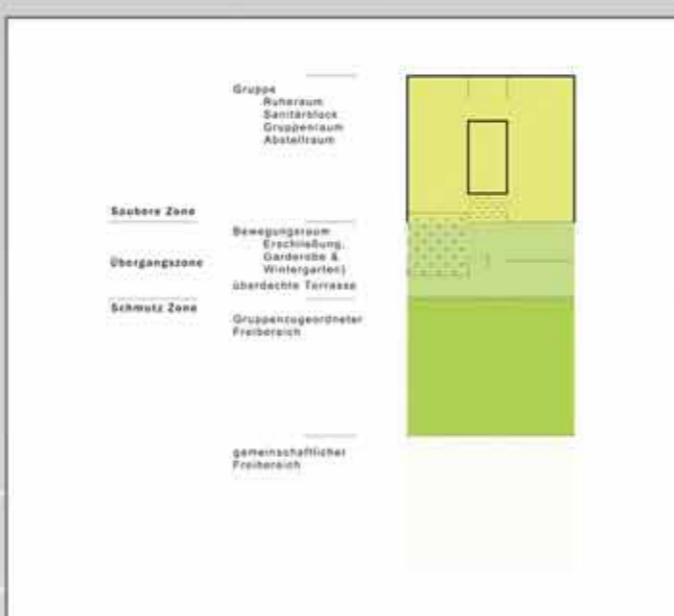 Gruppe
Ruheraum
Sanitärblock
Gruppenraum
Abstellraum
Saubere Zone
Bewegungsraum
Erschließung,
Garderobe &
Wintergarten)
Übergangszone
überdachte Terrasse
Schmutz Zone
Gruppenzugeordneter
Freibereich
gemeinschaftlicher
Freibereich